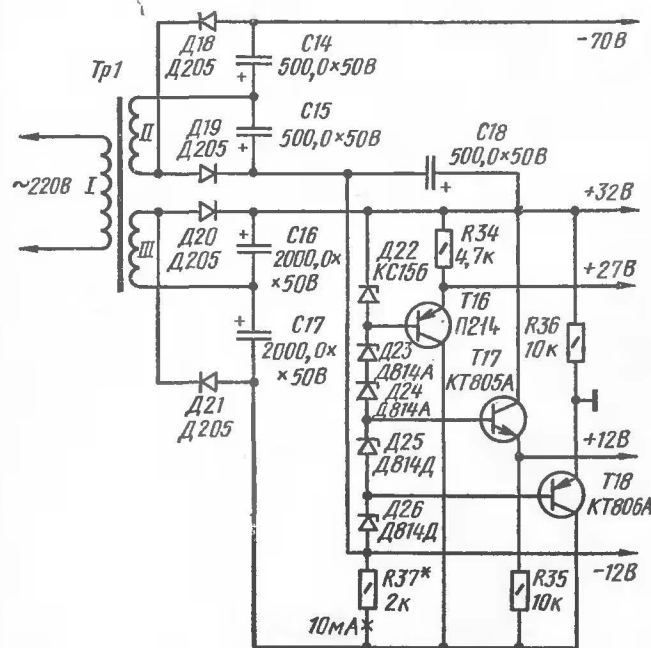 -70В
Д18
Д205
С14
500,0×50В
Тр1
С15
500,0×50В
II
Д19
Д205
С18
500,0×50В
~220В
I
+32В
III
Д20
Д205
С16
2000,0×
×50В
Д22
КС156
R34
4,7к
+27В
Т16
П214
С17
2000,0×
×50В
R36
10к
Д23
Д814А
Т17
КТ805А
Д24
Д814А
Д21
Д205
Д25
Д814Д
+12В
Т18
КТ806А
Д26
Д814Д
-12В
R37*
2к
R35
10к
10мА×